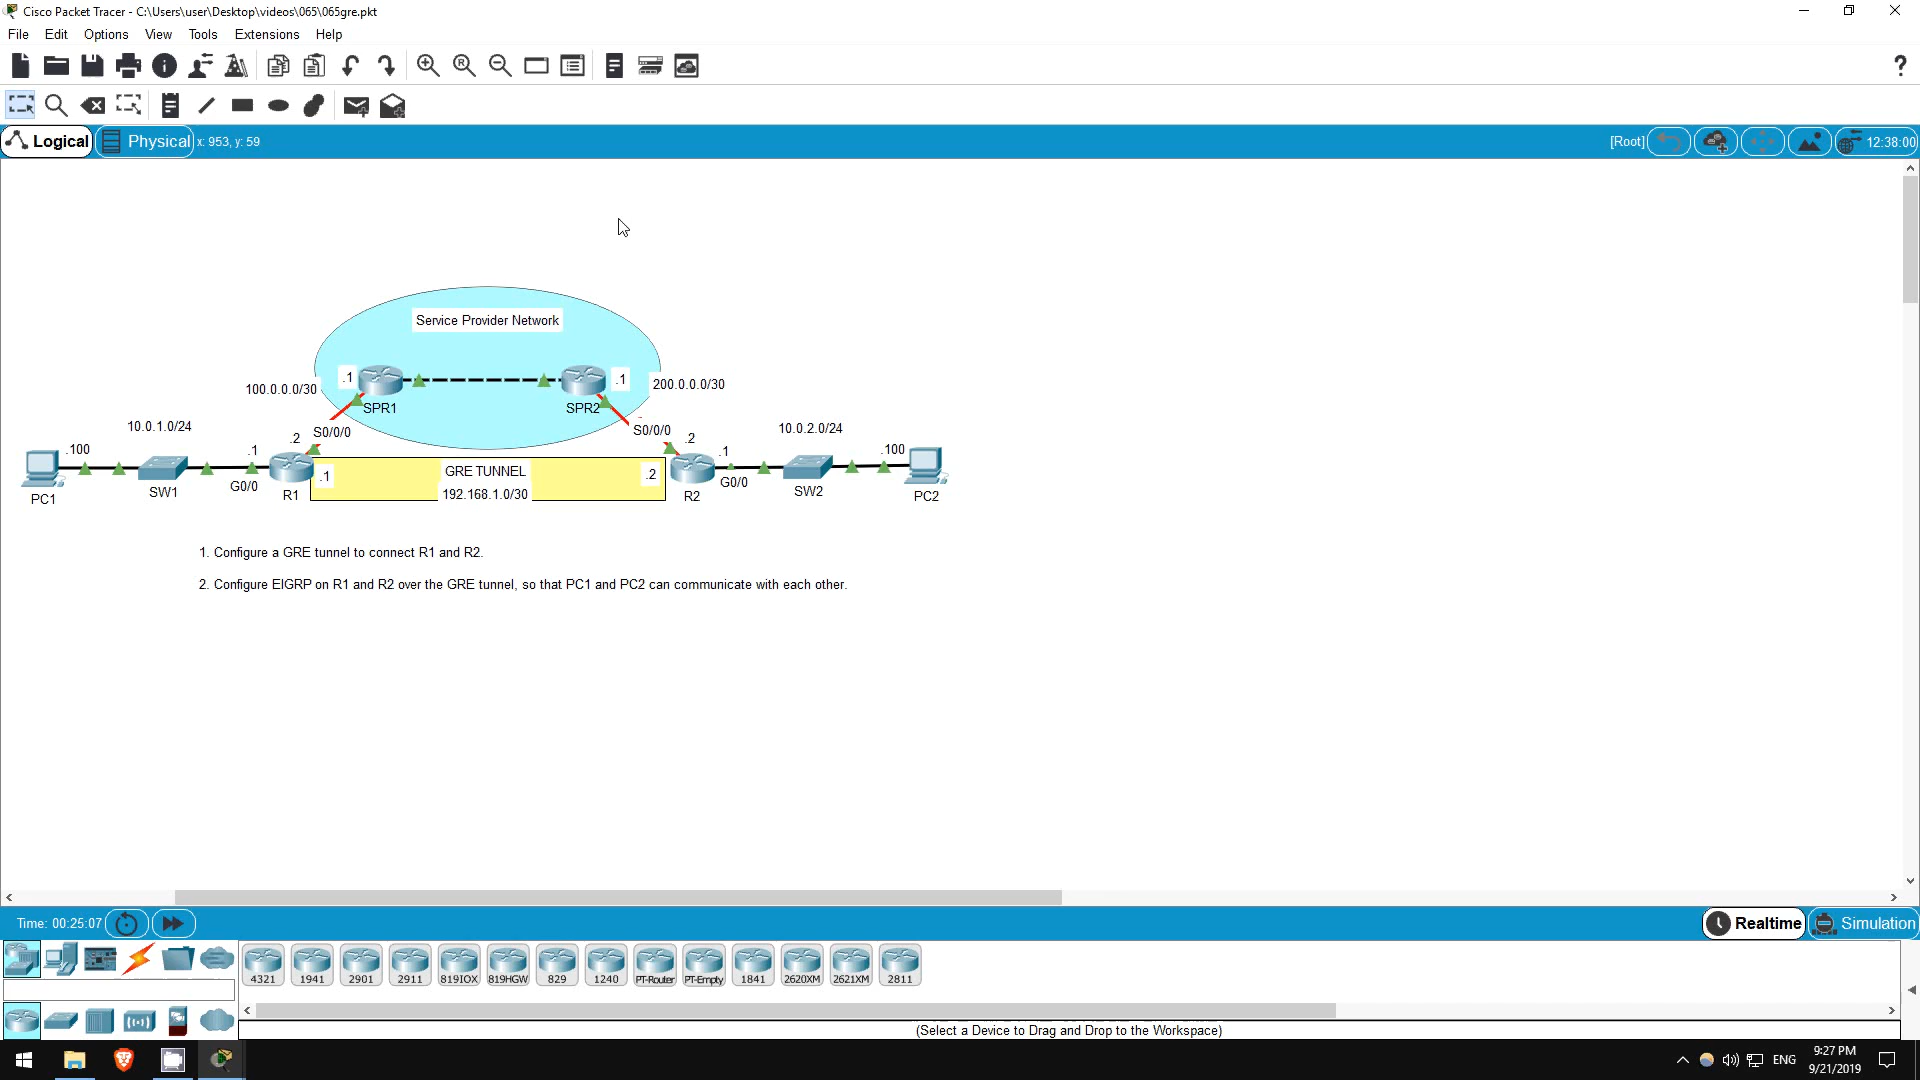 Cisco Packet Tracer - C:\Users\user\Desktop\videos\065\065gre.pkt
File Edit Options View Tools Extensions Help
Logical Physical x: 953, y: 59 [Root] 12:38:00
Service Provider Network
.1 .1
100.0.0.0/30 200.0.0.0/30
SPR1 SPR2
10.0.1.0/24 .2 S0/0/0 S0/0/0 .2 10.0.2.0/24
.100 .1 .1 .100
GRE TUNNEL
.1 .2
G0/0 G0/0
192.168.1.0/30
PC1 SW1 R1 R2 SW2 PC2
1. Configure a GRE tunnel to connect R1 and R2.
2. Configure EIGRP on R1 and R2 over the GRE tunnel, so that PC1 and PC2 can communicate with each other.
Time: 00:25:07 Realtime Simulation
4321 1941 2901 2911 819IOX 819HGW 829 1240 PT-Router PT-Empty 1841 2620XM 2621XM 2811
(Select a Device to Drag and Drop to the Workspace)
ENG 9:27 PM
9/21/2019